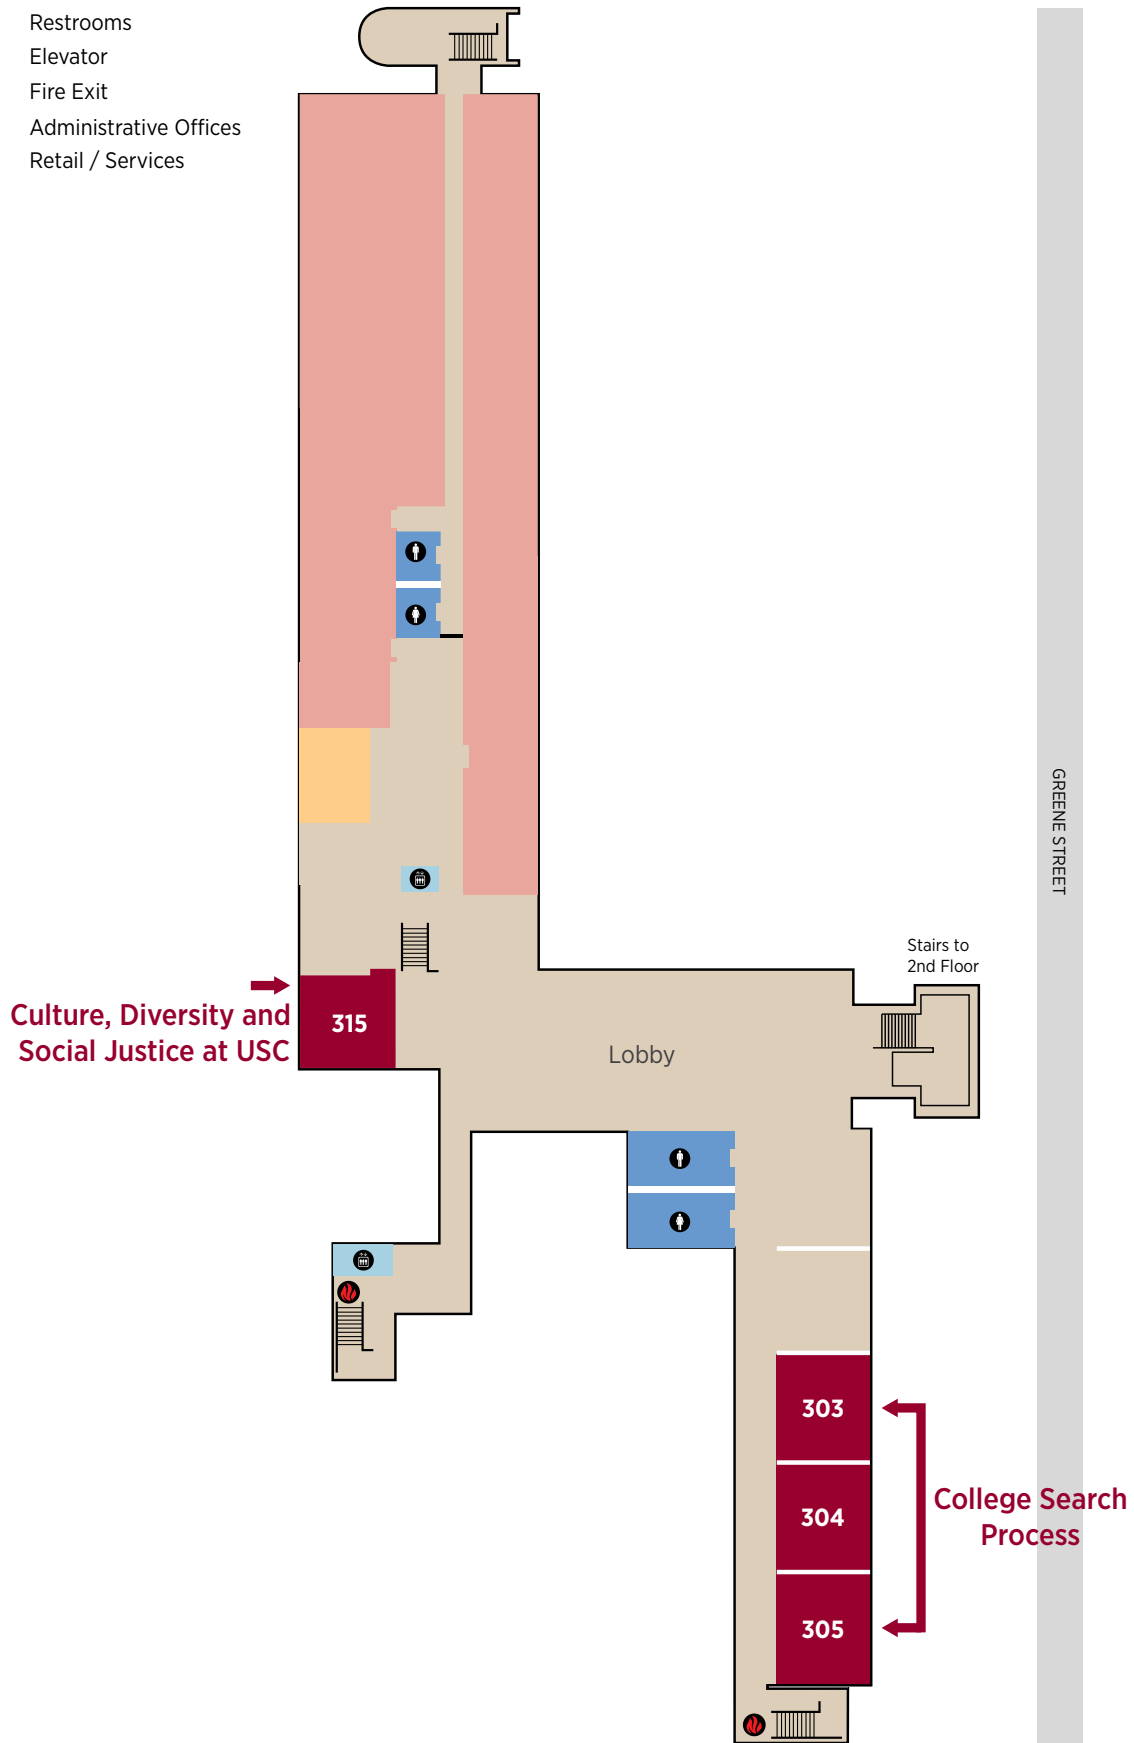 Restrooms
Elevator
Fire Exit
Administrative Offices
Retail / Services
GREENE STREET
Stairs to
2nd Floor
Culture, Diversity and
Social Justice at USC
315
Lobby
303
304
305
College Search
Process